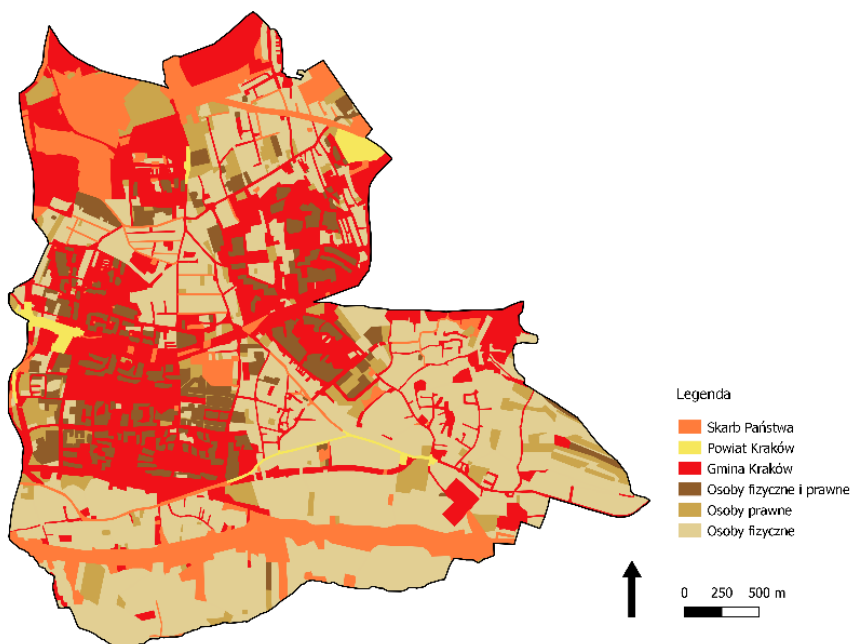 Legenda
Skarb Państwa
Powiat Kraków
Gmina Kraków
Osoby fizyczne i prawne
Osoby prawne
Osoby fizyczne
0 250 500 m